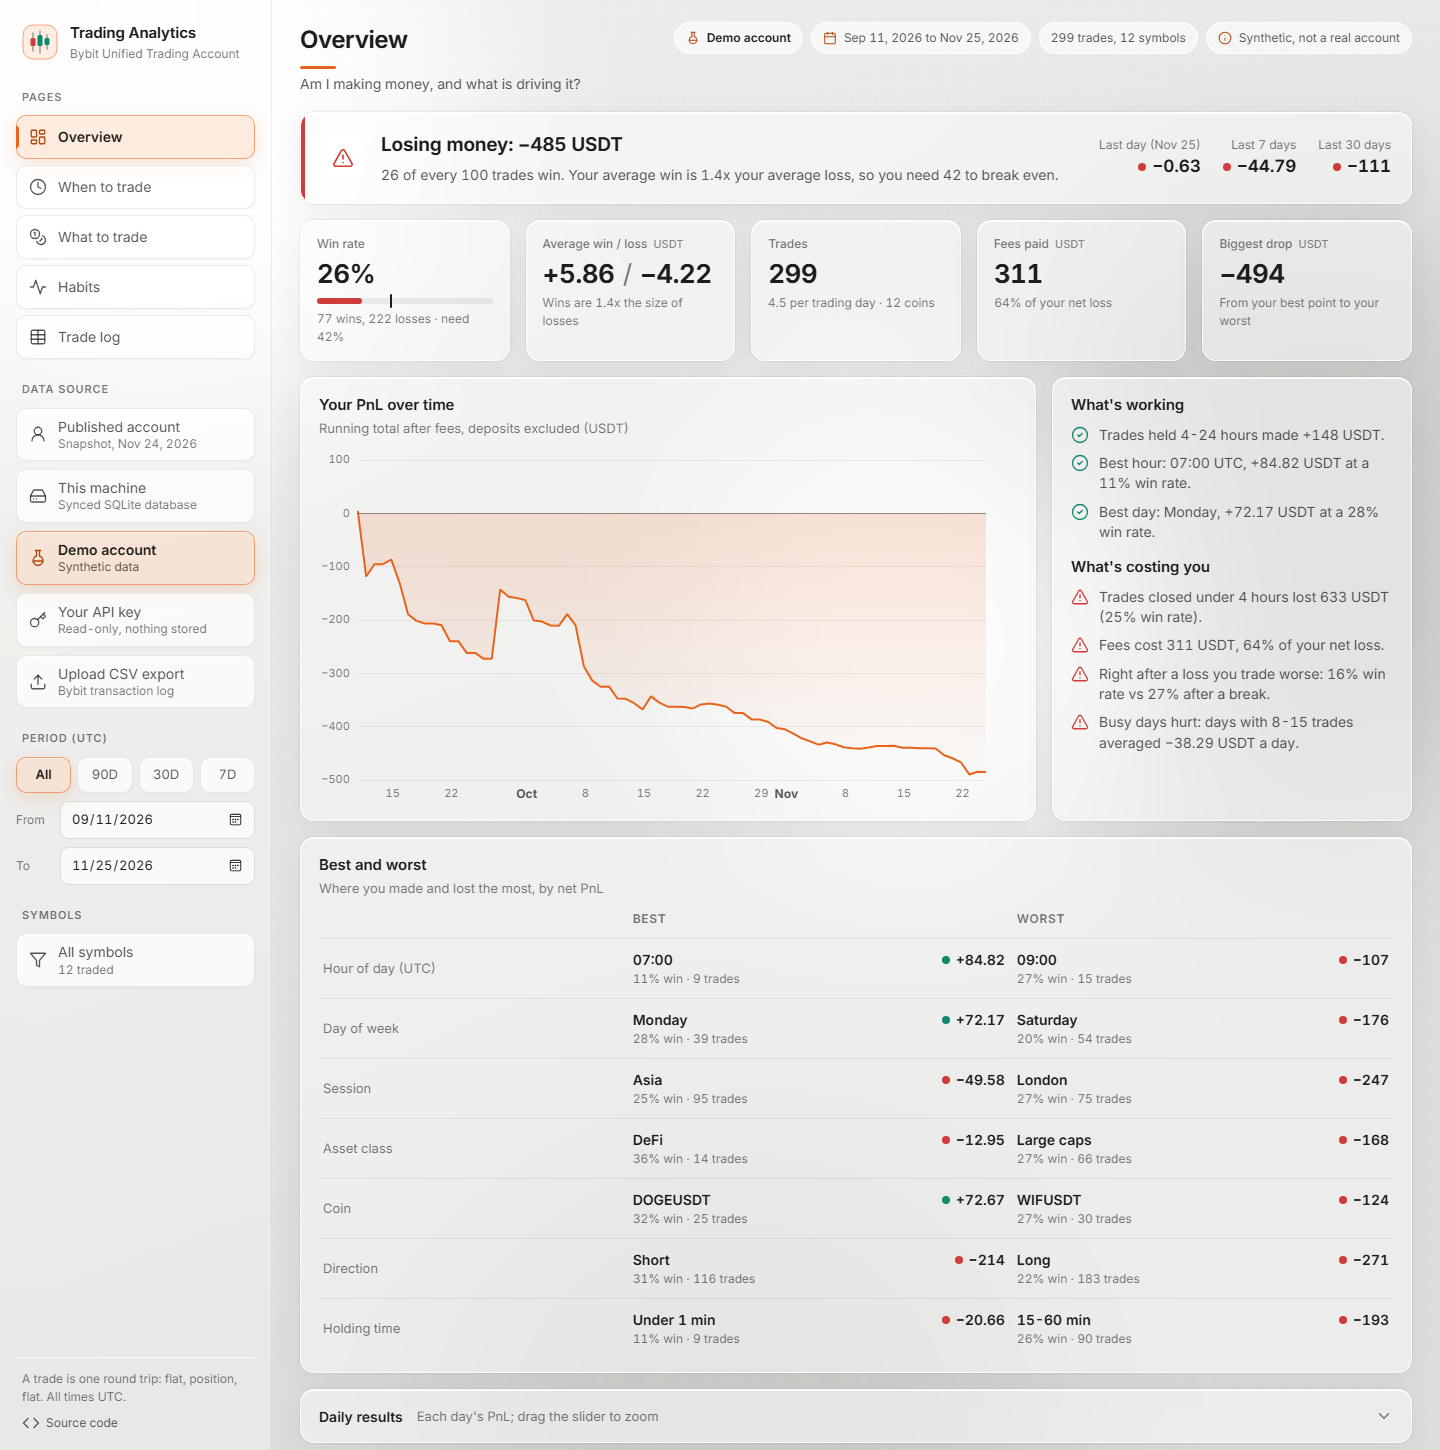 Trading Analytics
Bybit Unified Trading Account
PAGES
Overview
When to trade
What to trade
Habits
Trade log
DATA SOURCE
Published account
Snapshot, Nov 24, 2026
This machine
Synced SQLite database
Demo account
Synthetic data
Your API key
Read-only, nothing stored
Upload CSV export
Bybit transaction log
PERIOD (UTC)
All 90D 30D 7D
From 09/11/2026
To 11/25/2026
SYMBOLS
All symbols
12 traded
A trade is one round trip: flat, position,
flat. All times UTC.
Source code
Overview
Demo account
Sep 11, 2026 to Nov 25, 2026
299 trades, 12 symbols
Synthetic, not a real account
Am I making money, and what is driving it?
Losing money: −485 USDT
26 of every 100 trades win. Your average win is 1.4x your average loss, so you need 42 to break even.
Last day (Nov 25) Last 7 days Last 30 days
−0.63 −44.79 −111
Win rate
26%
77 wins, 222 losses · need
42%
Average win / loss USDT
+5.86 / −4.22
Wins are 1.4x the size of
losses
Trades
299
4.5 per trading day · 12 coins
Fees paid USDT
311
64% of your net loss
Biggest drop USDT
−494
From your best point to your
worst
Your PnL over time
Running total after fees, deposits excluded (USDT)
100
0
−100
−200
−300
−400
−500
15 22 Oct 8 15 22 29 Nov 8 15 22
What's working
Trades held 4-24 hours made +148 USDT.
Best hour: 07:00 UTC, +84.82 USDT at a
11% win rate.
Best day: Monday, +72.17 USDT at a 28%
win rate.
What's costing you
Trades closed under 4 hours lost 633 USDT
(25% win rate).
Fees cost 311 USDT, 64% of your net loss.
Right after a loss you trade worse: 16% win
rate vs 27% after a break.
Busy days hurt: days with 8-15 trades
averaged −38.29 USDT a day.
Best and worst
Where you made and lost the most, by net PnL
BEST WORST
Hour of day (UTC) 07:00 +84.82 09:00 −107
11% win · 9 trades 27% win · 15 trades
Day of week Monday +72.17 Saturday −176
28% win · 39 trades 20% win · 54 trades
Session Asia −49.58 London −247
25% win · 95 trades 27% win · 75 trades
Asset class DeFi −12.95 Large caps −168
36% win · 14 trades 27% win · 66 trades
Coin DOGEUSDT +72.67 WIFUSDT −124
32% win · 25 trades 27% win · 30 trades
Direction Short −214 Long −271
31% win · 116 trades 22% win · 183 trades
Holding time Under 1 min −20.66 15-60 min −193
11% win · 9 trades 26% win · 90 trades
Daily results Each day's PnL; drag the slider to zoom